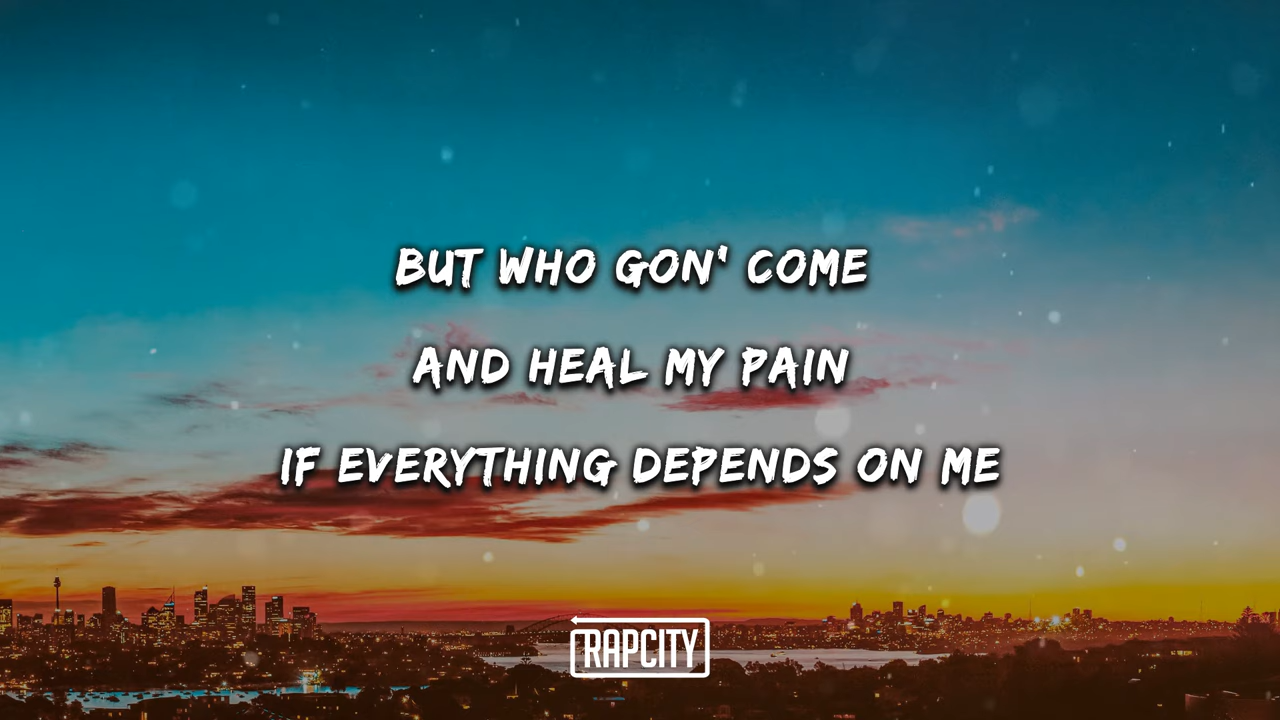 BUT WHO GON' COME
AND HEAL MY PAIN
IF EVERYTHING DEPENDS ON ME
RAPCITY